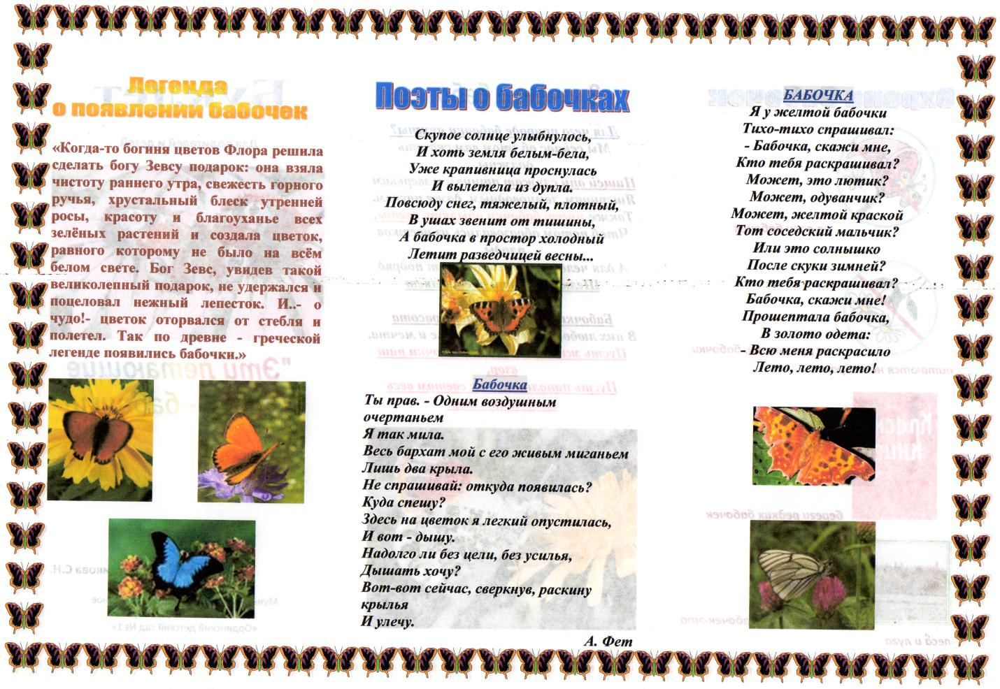 Легенда
о появлении бабочек
«Когда-то богиня цветов Флора решила
сделать богу Зевсу подарок: она взяла
чистоту раннего утра, свежесть горного
ручья, хрустальный блеск утренней
росы, красоту и благоуханье всех
зелёных растений и создала цветок,
равного которому не было на всём
белом свете. Бог Зевс, увидев такой
великолепный подарок, не удержался и
поцеловал нежный лепесток. И..- о
чудо!- цветок оторвался от стебля и
полетел. Так по древне - греческой
легенде появились бабочки.»
Поэты о бабочках
Скупое солнце улыбнулось,
И хоть земля белым-бела,
Уже крапивница проснулась
И вылетела из дупла.
Повсюду снег, тяжелый, плотный,
В ушах звенит от тишины,
А бабочка в простор холодный
Летит разведчицей весны...
Бабочка
Ты прав. - Одним воздушным
очертаньем
Я так мила.
Весь бархат мой с его живым миганьем
Лишь два крыла.
Не спрашивай: откуда появилась?
Куда спешу?
Здесь на цветок я легкий опустилась,
И вот - дышу.
Надолго ли без цели, без усилья,
Дышать хочу?
Вот-вот сейчас, сверкнув, раскину
крылья
И улечу.
А. Фет
БАБОЧКА
Я у желтой бабочки
Тихо-тихо спрашивал:
- Бабочка, скажи мне,
Кто тебя раскрашивал?
Может, это лютик?
Может, одуванчик?
Может, желтой краской
Тот соседский мальчик?
Или это солнышко
После скуки зимней?
Кто тебя раскрашивал?
Бабочка, скажи мне!
Прошептала бабочка,
В золото одета:
- Всю меня раскрасило
Лето, лето, лето!